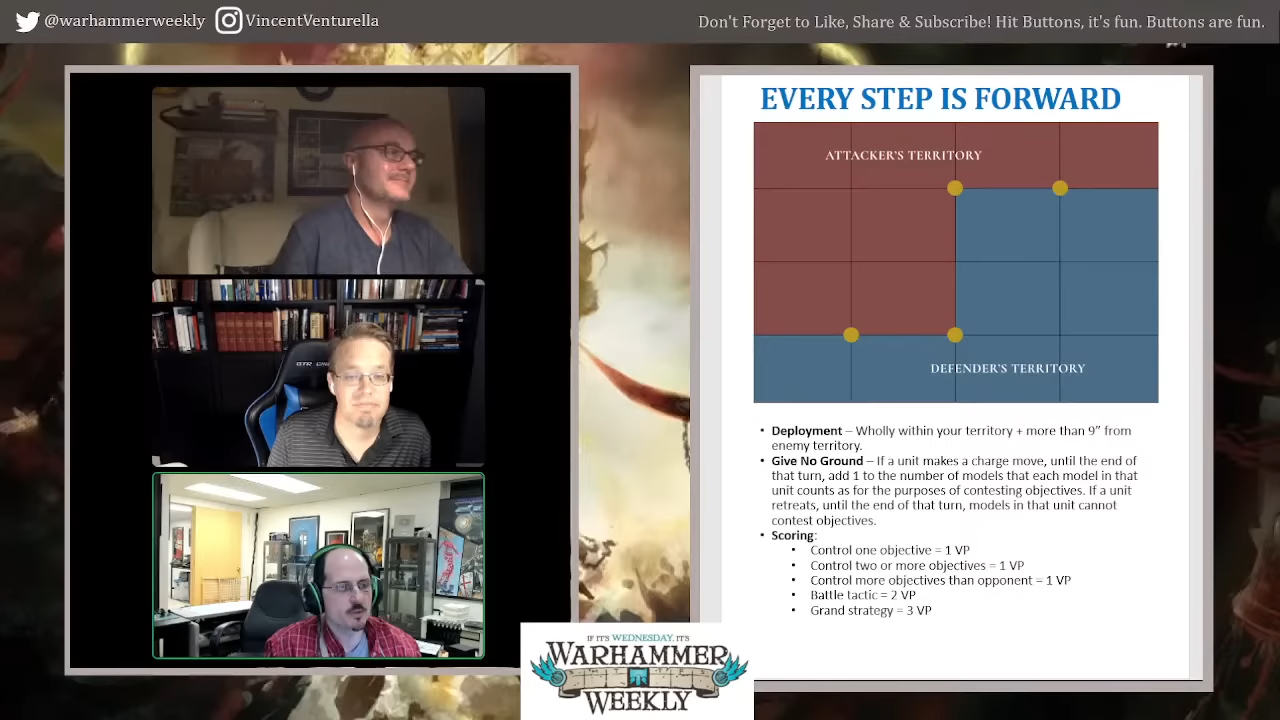 @warhammerweekly VincentVenturella
Don't Forget to Like, Share & Subscribe! Hit Buttons, it's fun. Buttons are fun.
EVERY STEP IS FORWARD
ATTACKER'S TERRITORY
DEFENDER'S TERRITORY
• Deployment – Wholly within your territory + more than 9” from
enemy territory.
• Give No Ground – If a unit makes a charge move, until the end of
that turn, add 1 to the number of models that each model in that
unit counts as for the purposes of contesting objectives. If a unit
retreats, until the end of that turn, models in that unit cannot
contest objectives.
• Scoring:
• Control one objective = 1 VP
• Control two or more objectives = 1 VP
• Control more objectives than opponent = 1 VP
• Battle tactic = 2 VP
• Grand strategy = 3 VP
IF IT'S WEDNESDAY, IT'S
WARHAMMER
WEEKLY